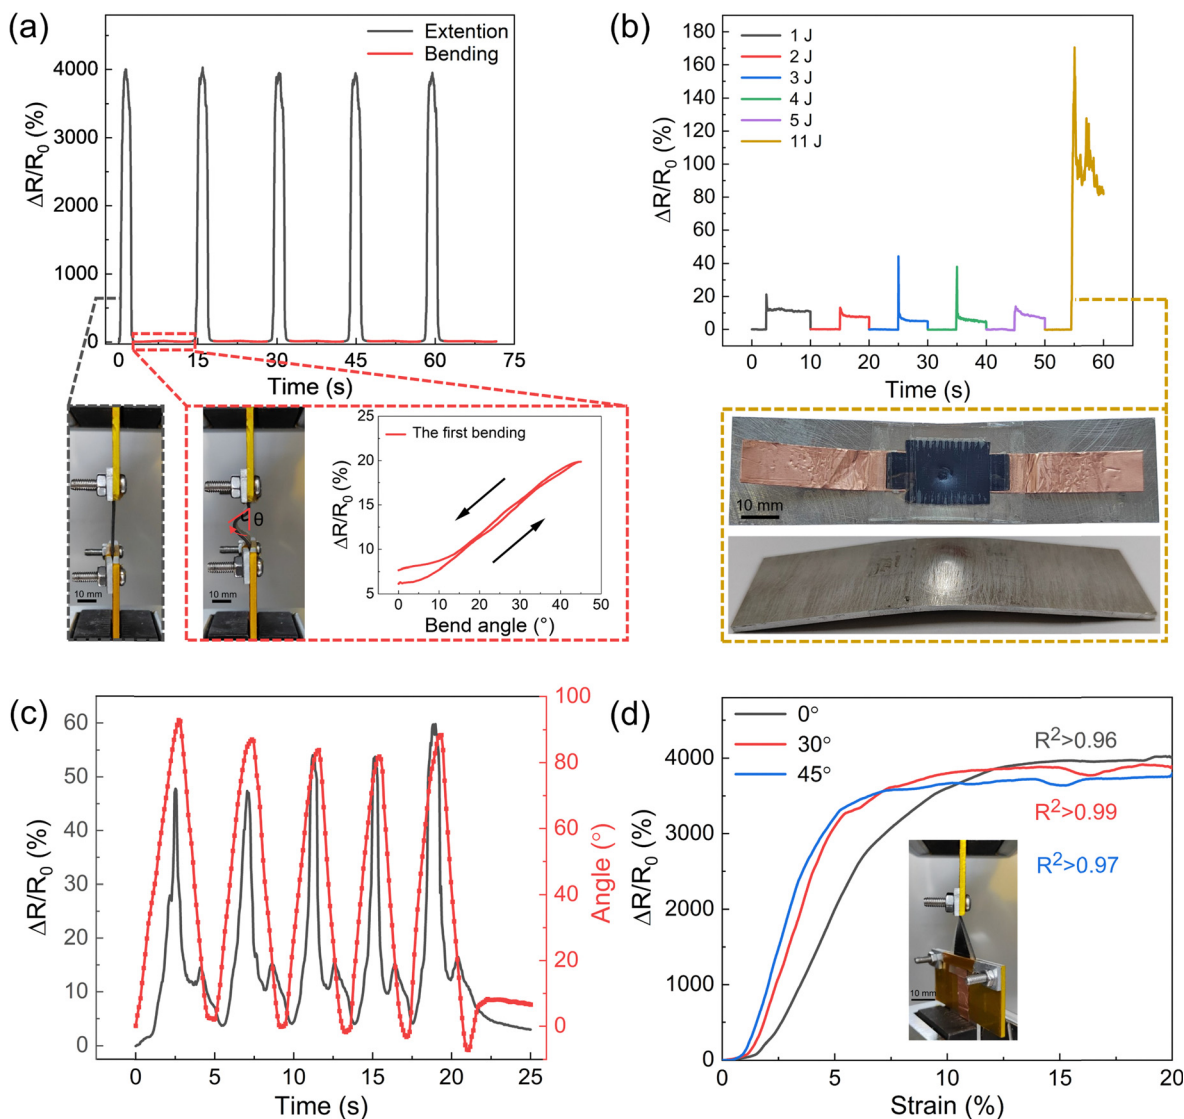 (a)
Extention
Bending
4000
3000
2000
1000
0
ΔR/R0 (%)
0 15 30 45 60 75
Time (s)
10 mm
θ
10 mm
The first bending
25
20
15
10
5
ΔR/R0 (%)
0 10 20 30 40 50
Bend angle (°)
(b)
1 J
2 J
3 J
4 J
5 J
11 J
180
160
140
120
100
80
60
40
20
0
ΔR/R0 (%)
0 10 20 30 40 50 60
Time (s)
10 mm
(c)
60
50
40
30
20
10
0
ΔR/R0 (%)
100
80
60
40
20
0
Angle (°)
0 5 10 15 20 25
Time (s)
(d)
0°
30°
45°
R²>0.96
R²>0.99
R²>0.97
4000
3000
4000
1000
0
ΔR/R0 (%)
10 mm
0 5 10 15 20
Strain (%)